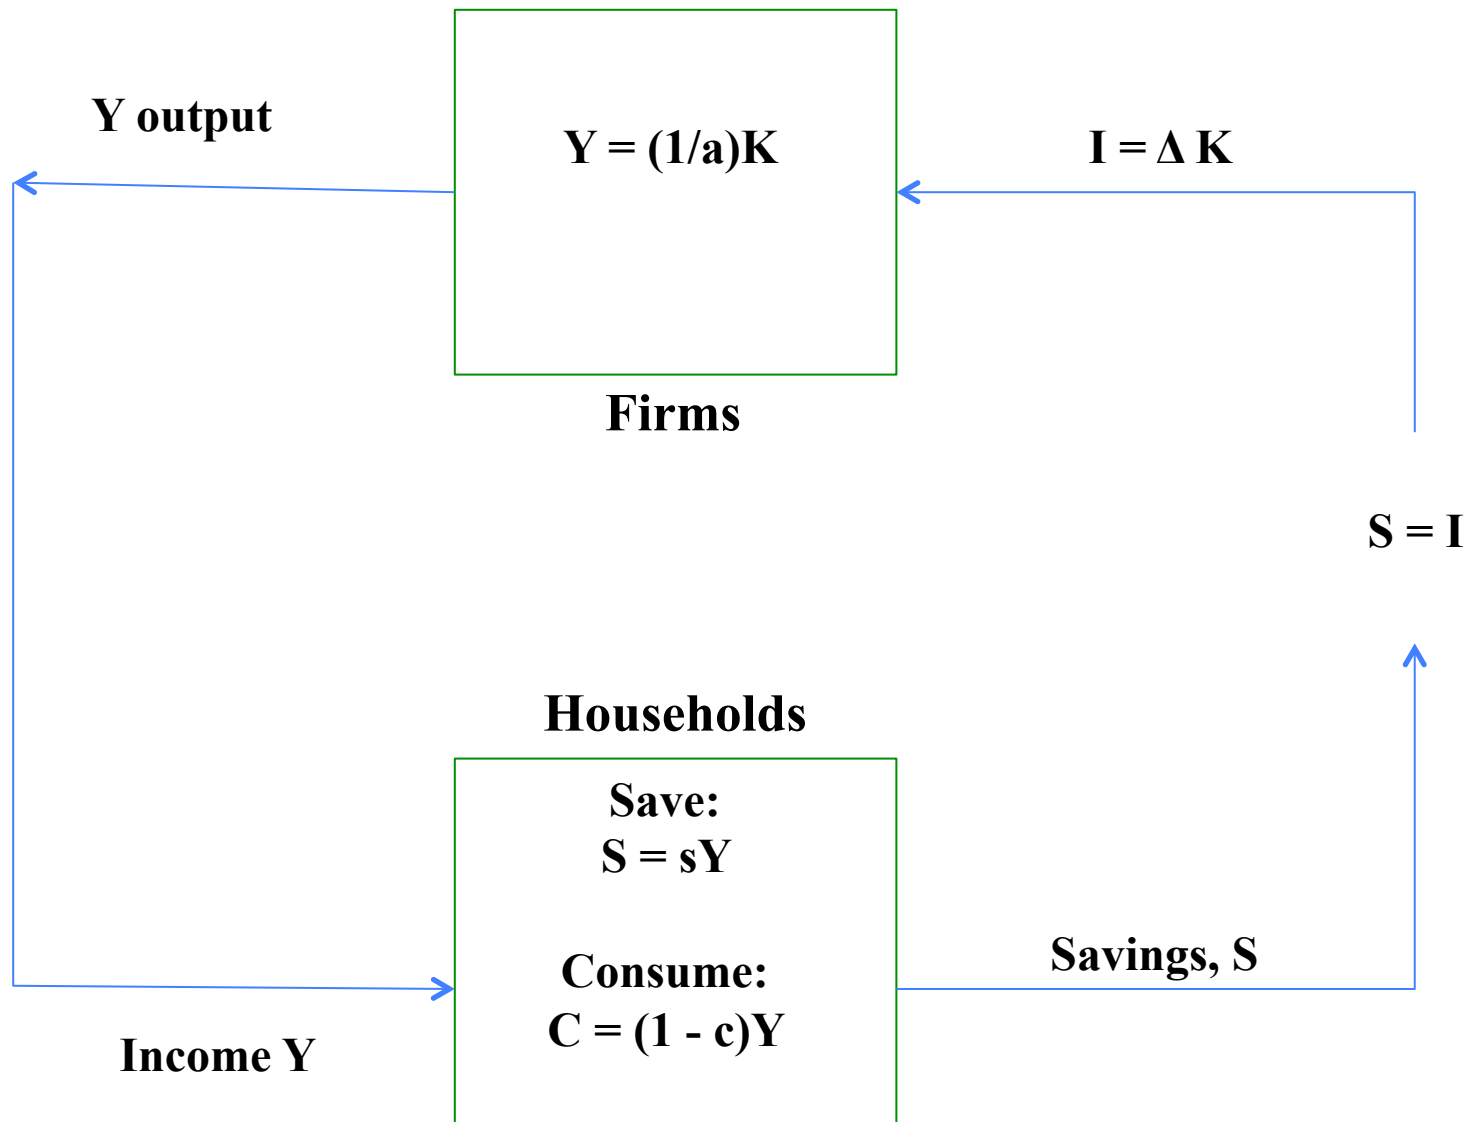 Y output
Y = (1/a)K
I = Δ K
Firms
S = I
Households
Save:
S = sY
Consume:
C = (1 - c)Y
Savings, S
Income Y